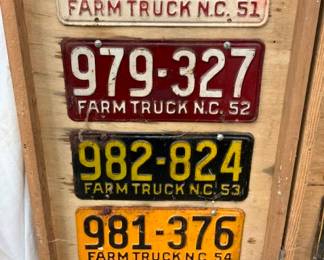 FARM TRUCK N.C. 51
979-327
FARM TRUCK N.C. 52
982-824
FARM TRUCK N.C. 53
981-376
FARM TRUCK N.C. 54